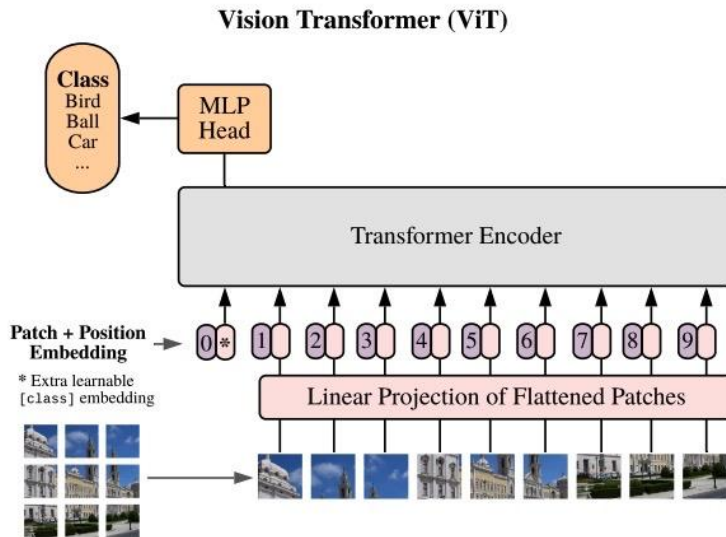 Vision Transformer (ViT)
Class
Bird
Ball
Car
...
MLP
Head
Transformer Encoder
Patch + Position
Embedding
0 * 1 2 3 4 5 6 7 8 9
* Extra learnable
[class] embedding
Linear Projection of Flattened Patches